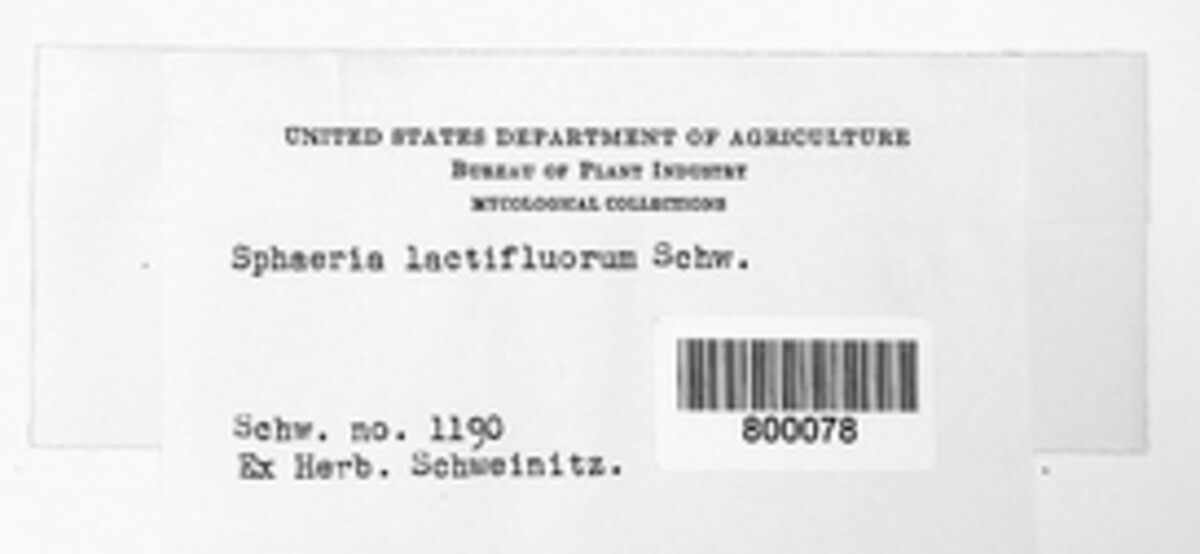 UNITED STATES DEPARTMENT OF AGRICULTURE
BUREAU OF PLANT INDUSTRY
MYCOLOGICAL COLLECTIONS
Sphaeria lactifluorum Schw.
800078
Schw. no. 1190
Ex Herb. Schweinitz.